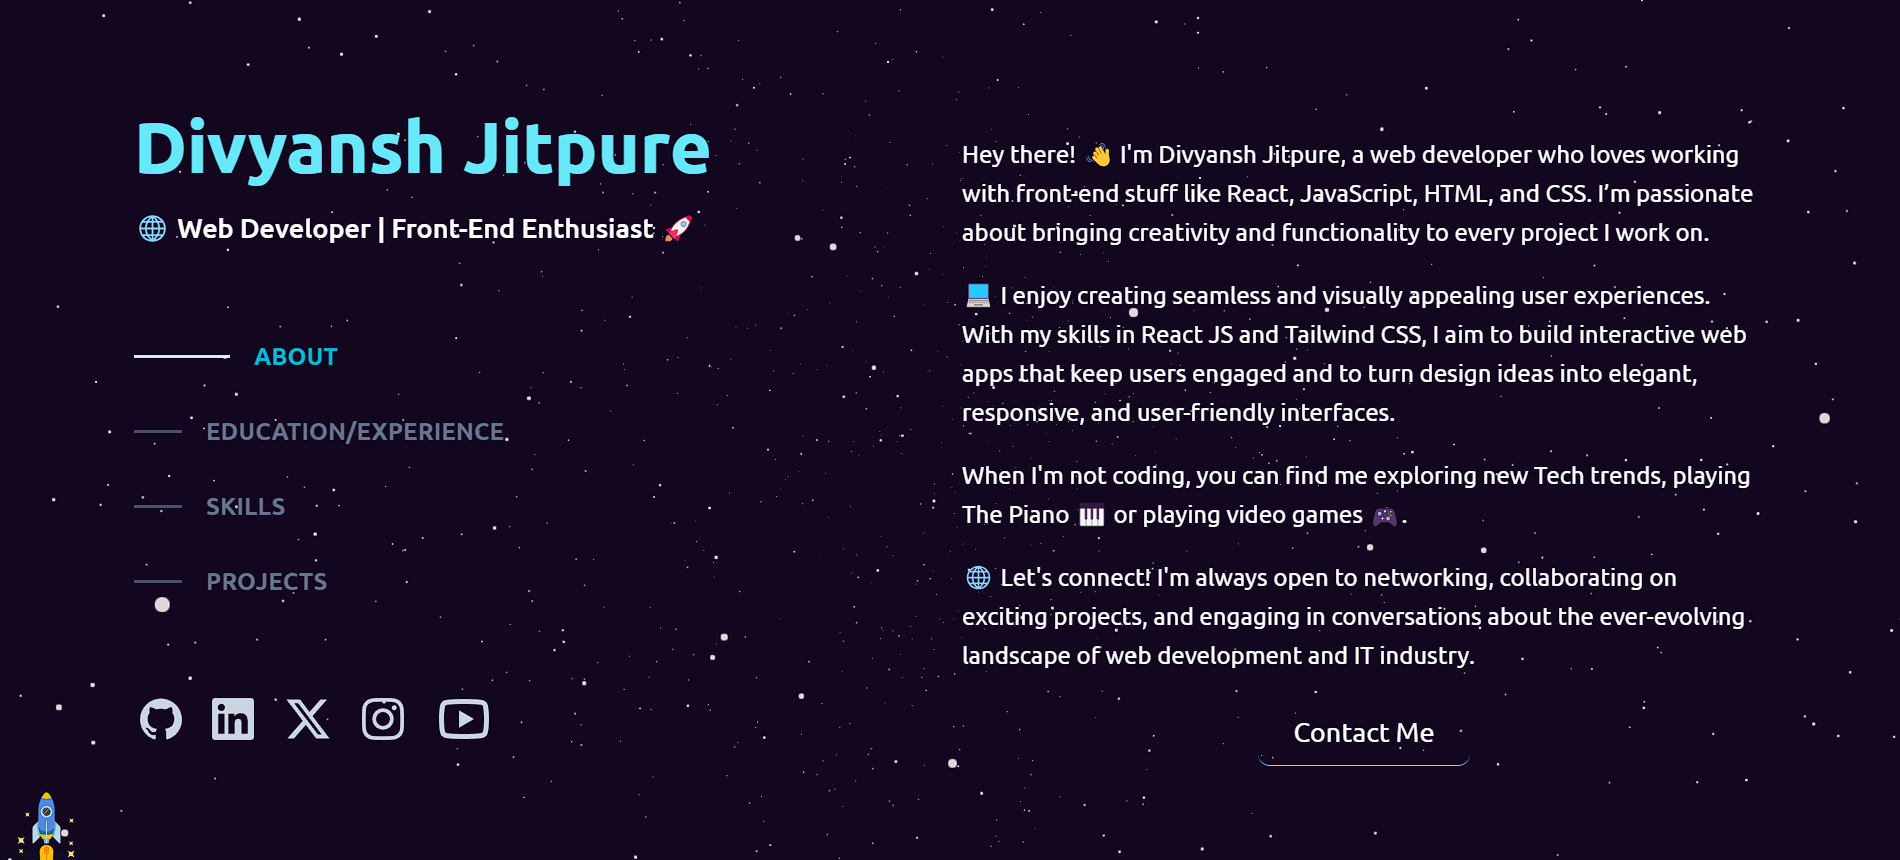 Divyansh Jitpure
🌐 Web Developer | Front-End Enthusiast 🚀
ABOUT
EDUCATION/EXPERIENCE
SKILLS
PROJECTS
Hey there! 👋 I'm Divyansh Jitpure, a web developer who loves working
with front-end stuff like React, JavaScript, HTML, and CSS. I’m passionate
about bringing creativity and functionality to every project I work on.
💻 I enjoy creating seamless and visually appealing user experiences.
With my skills in React JS and Tailwind CSS, I aim to build interactive web
apps that keep users engaged and to turn design ideas into elegant,
responsive, and user-friendly interfaces.
When I'm not coding, you can find me exploring new Tech trends, playing
The Piano 🎹 or playing video games 🎮.
🌐 Let's connect! I'm always open to networking, collaborating on
exciting projects, and engaging in conversations about the ever-evolving
landscape of web development and IT industry.
Contact Me